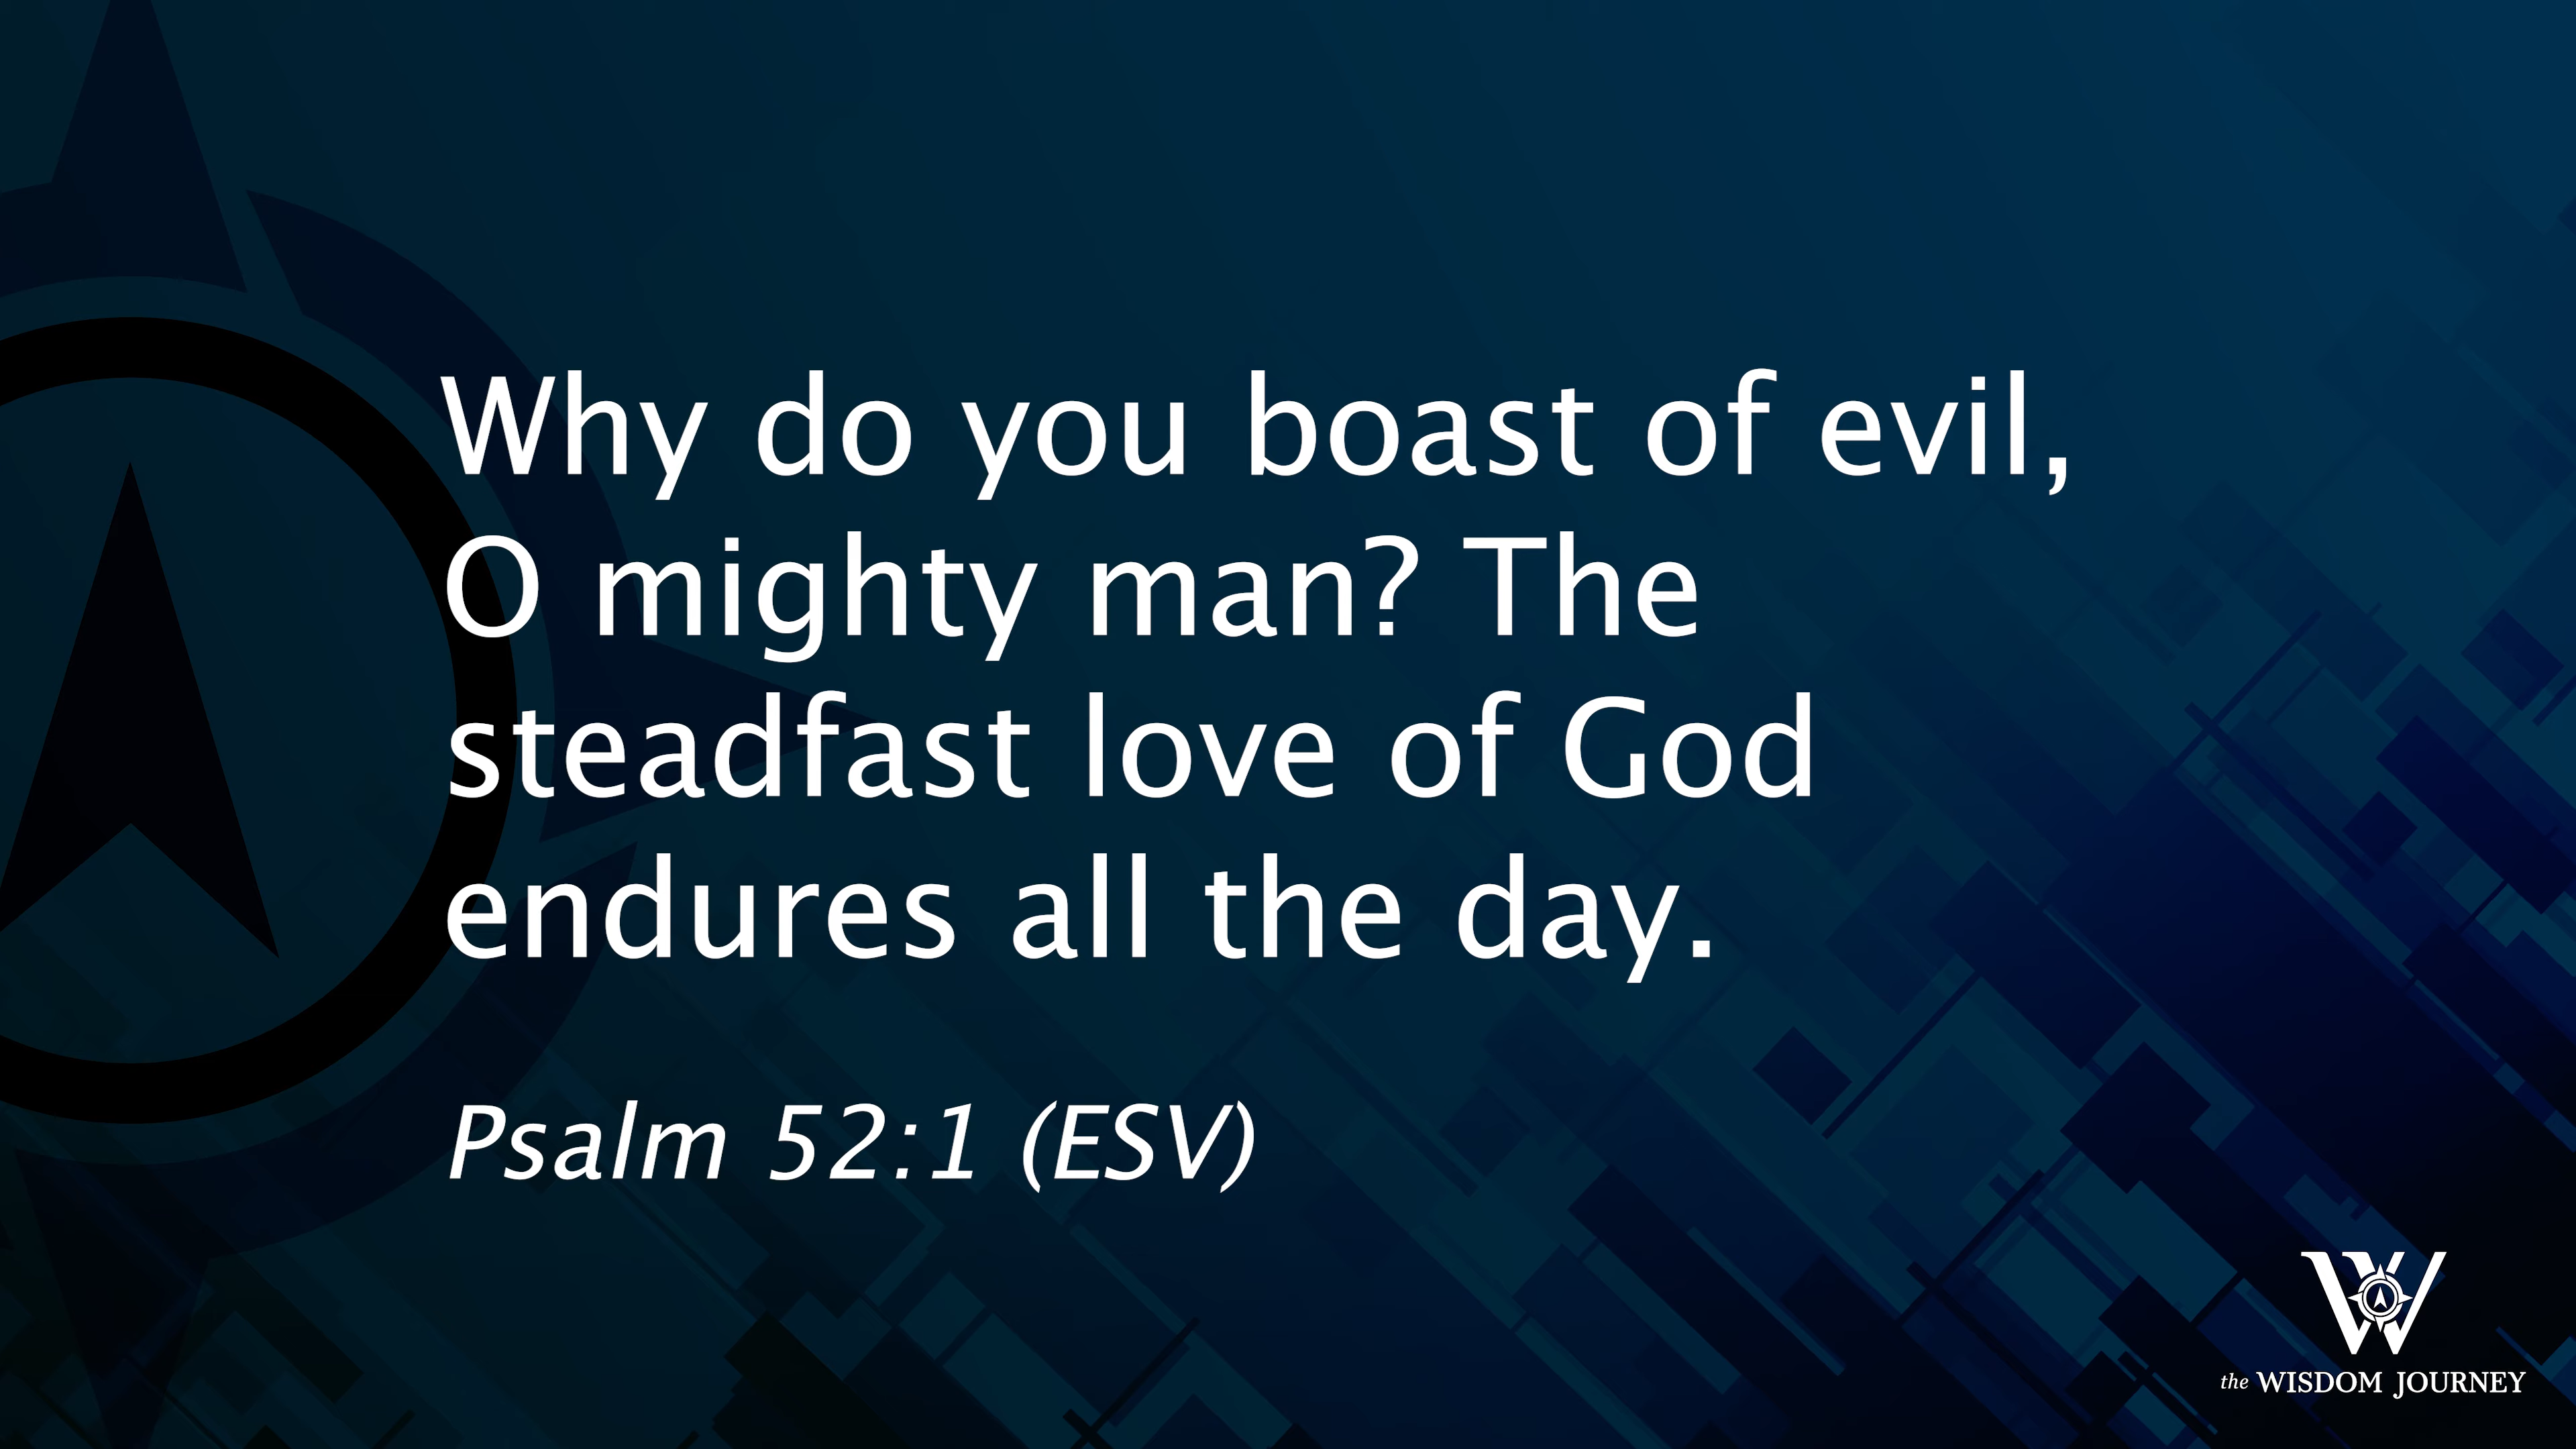 Why do you boast of evil,
O mighty man? The
steadfast love of God
endures all the day.
Psalm 52:1 (ESV)
W
the WISDOM JOURNEY